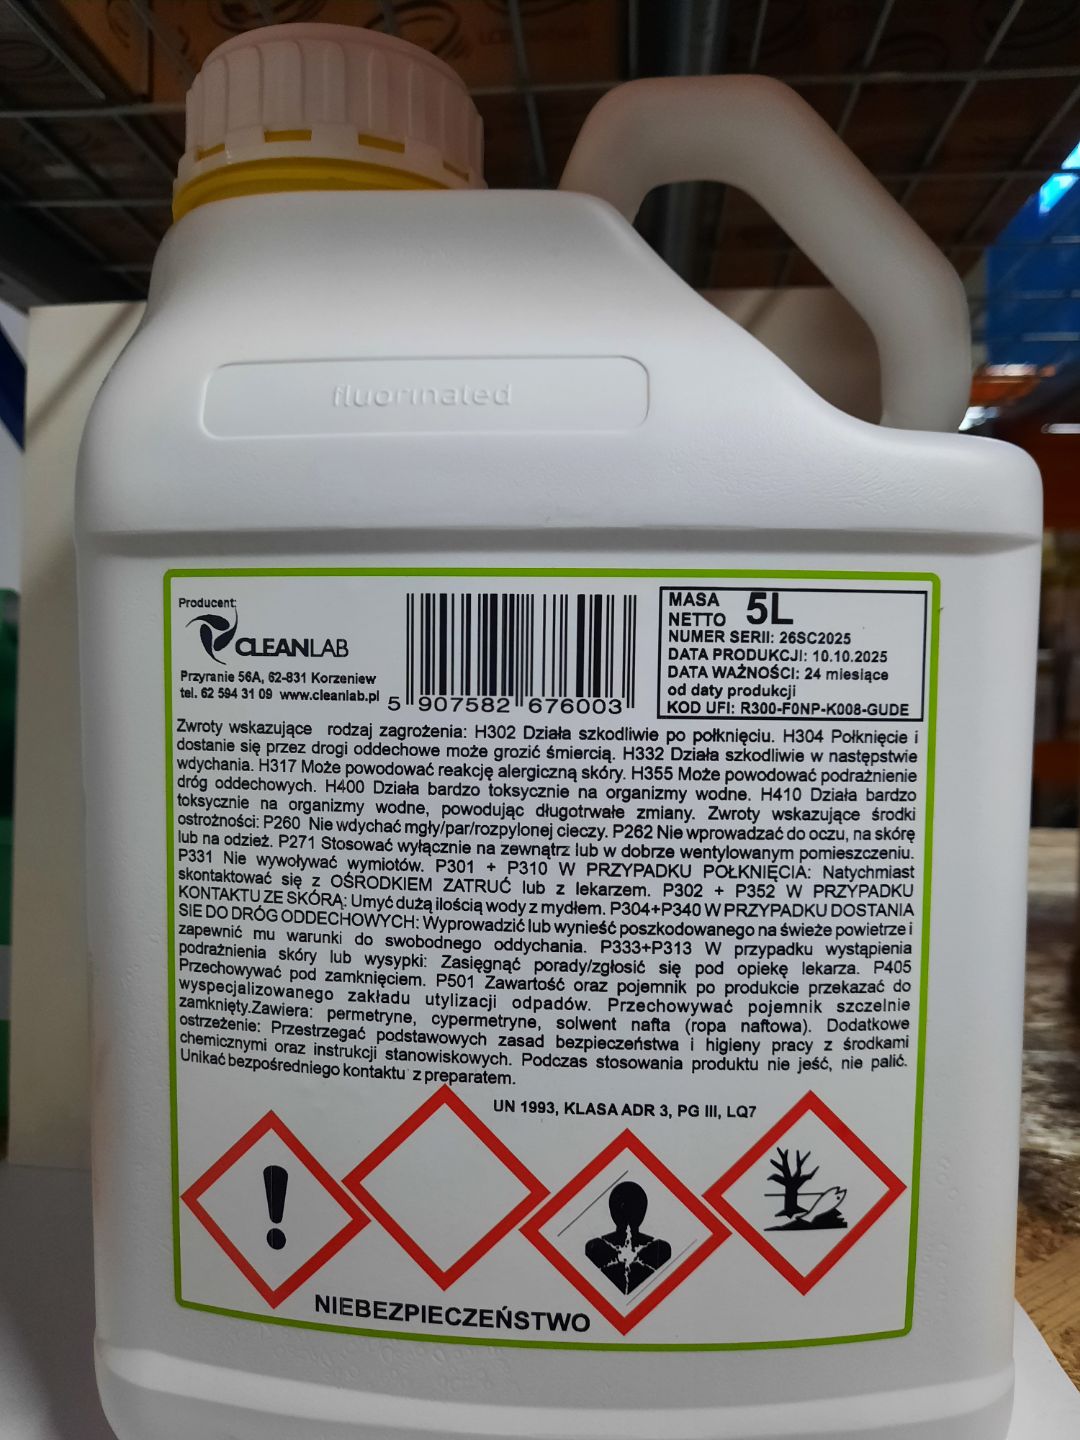 fluorinated
Producent:
CLEANLAB
Przyranie 56A, 62-831 Korzeniew
tel. 62 594 31 09 www.cleanlab.pl
5 907582 676003
MASA
NETTO 5L
NUMER SERII: 26SC2025
DATA PRODUKCJI: 10.10.2025
DATA WAŻNOŚCI: 24 miesiące
od daty produkcji
KOD UFI: R300-F0NP-K008-GUDE
Zwroty wskazujące rodzaj zagrożenia: H302 Działa szkodliwie po połknięciu. H304 Połknięcie i
dostanie się przez drogi oddechowe może grozić śmiercią. H332 Działa szkodliwie w następstwie
wdychania. H317 Może powodować reakcję alergiczną skóry. H355 Może powodować podrażnienie
dróg oddechowych. H400 Działa bardzo toksycznie na organizmy wodne. H410 Działa bardzo
toksycznie na organizmy wodne, powodując długotrwałe zmiany. Zwroty wskazujące środki
ostrożności: P260 Nie wdychać mgły/par/rozpylonej cieczy. P262 Nie wprowadzać do oczu, na skórę
lub na odzież. P271 Stosować wyłącznie na zewnątrz lub w dobrze wentylowanym pomieszczeniu.
P331 Nie wywoływać wymiotów. P301 + P310 W PRZYPADKU POŁKNIĘCIA: Natychmiast
skontaktować się z OŚRODKIEM ZATRUĆ lub z lekarzem. P302 + P352 W PRZYPADKU
KONTAKTU ZE SKÓRĄ: Umyć dużą ilością wody z mydłem. P304+P340 W PRZYPADKU DOSTANIA
SIE DO DRÓG ODDECHOWYCH: Wyprowadzić lub wynieść poszkodowanego na świeże powietrze i
zapewnić mu warunki do swobodnego oddychania. P333+P313 W przypadku wystąpienia
podrażnienia skóry lub wysypki: Zasięgnąć porady/zgłosić się pod opiekę lekarza. P405
Przechowywać pod zamknięciem. P501 Zawartość oraz pojemnik po produkcie przekazać do
wyspecjalizowanego zakładu utylizacji odpadów. Przechowywać pojemnik szczelnie
zamknięty.Zawiera: permetryne, cypermetryne, solwent nafta (ropa naftowa). Dodatkowe
ostrzeżenie: Przestrzegać podstawowych zasad bezpieczeństwa i higieny pracy z środkami
chemicznymi oraz instrukcji stanowiskowych. Podczas stosowania produktu nie jeść, nie palić.
Unikać bezpośredniego kontaktu z preparatem.
UN 1993, KLASA ADR 3, PG III, LQ7
NIEBEZPIECZEŃSTWO